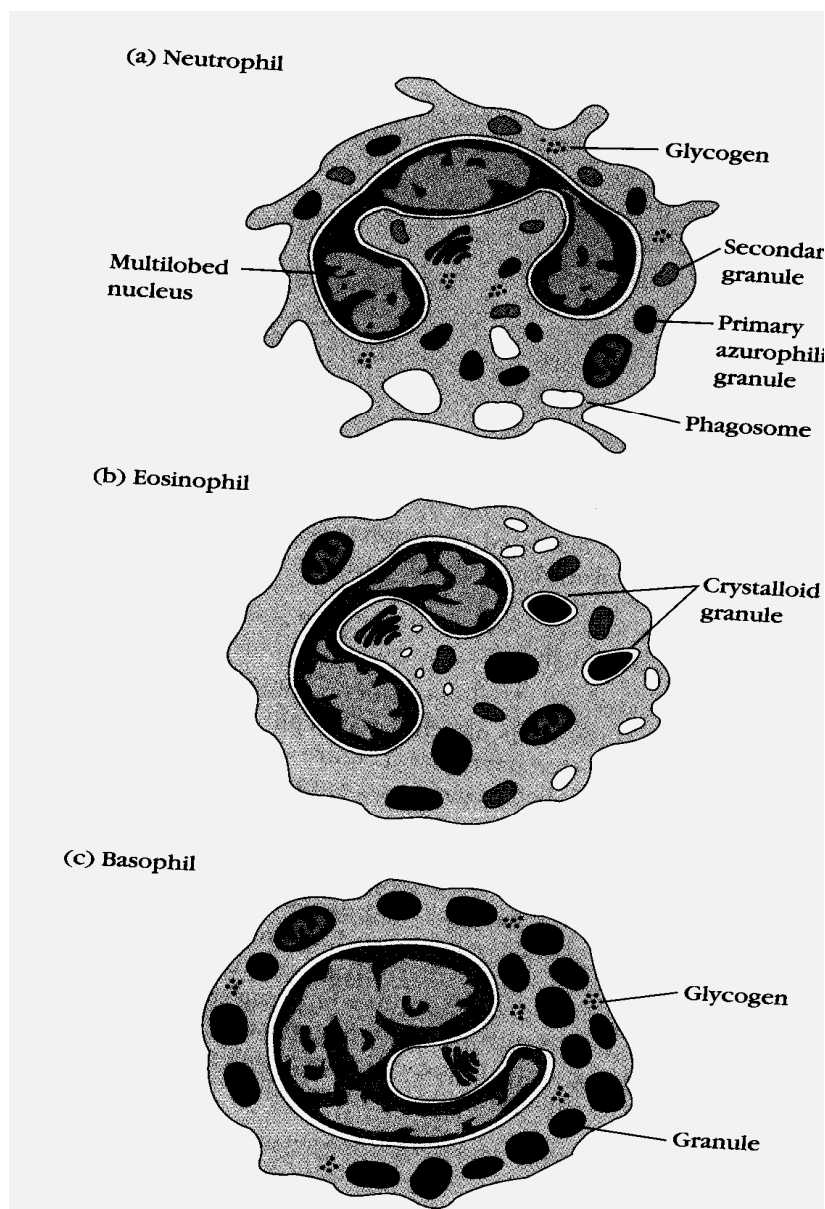 (a) Neutrophil
Glycogen
Multilobed
nucleus
Secondar
granule
Primary
azurophili
granule
Phagosome
(b) Eosinophil
Crystalloid
granule
(c) Basophil
Glycogen
Granule